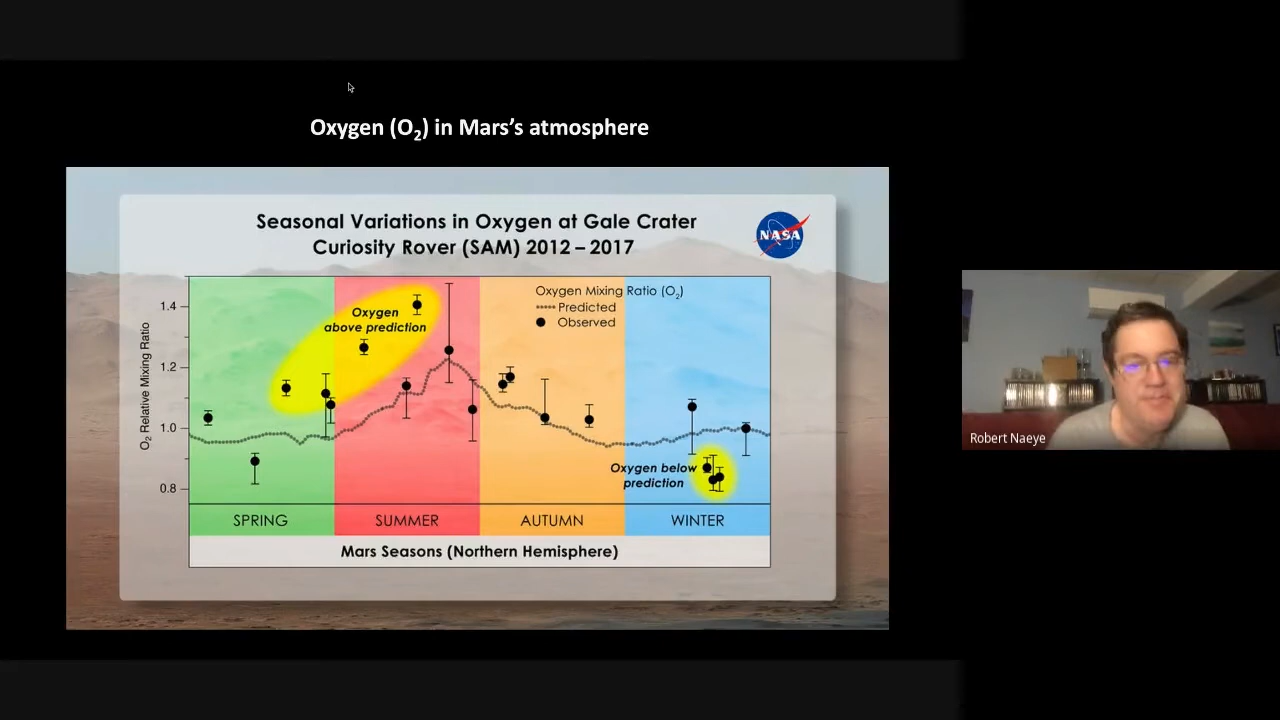 Oxygen (O₂) in Mars's atmosphere
Seasonal Variations in Oxygen at Gale Crater
Curiosity Rover (SAM) 2012 – 2017
NASA
O₂ Relative Mixing Ratio
1.4
1.2
1.0
0.8
Oxygen
above prediction
Oxygen Mixing Ratio (O₂)
Predicted
Observed
Oxygen below
prediction
SPRING
SUMMER
AUTUMN
WINTER
Mars Seasons (Northern Hemisphere)
Robert Naeye